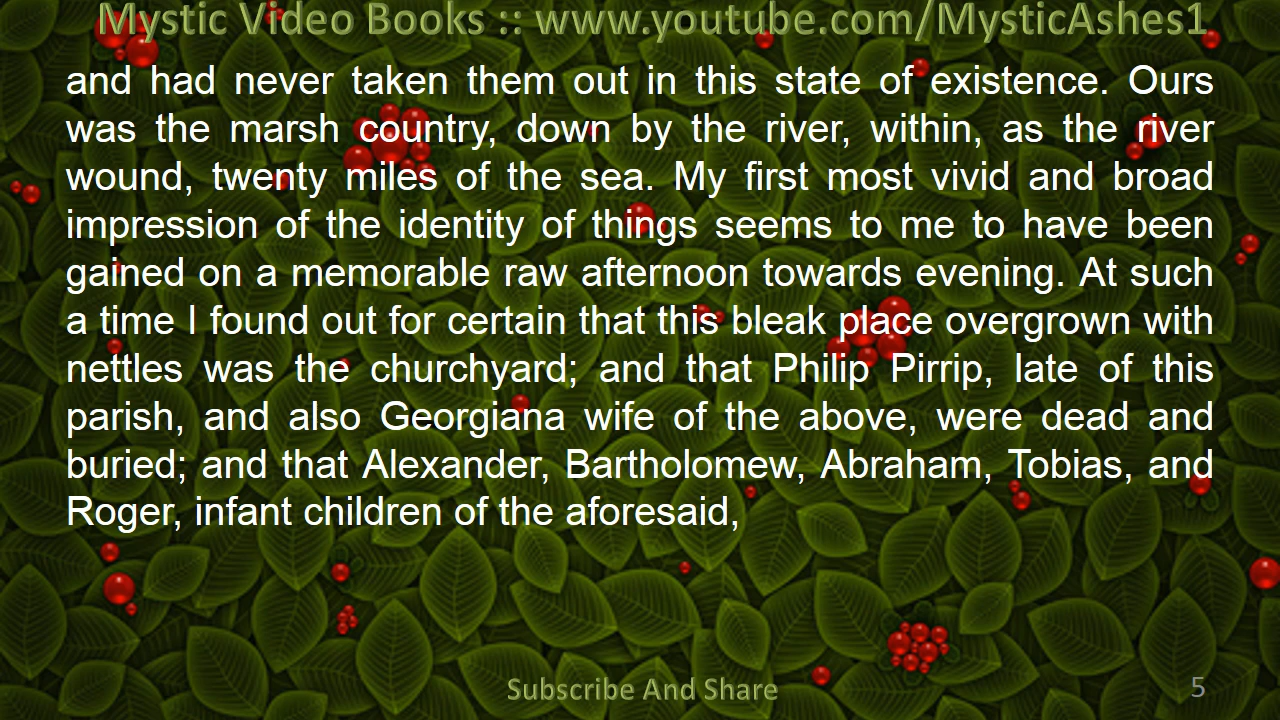 Mystic Video Books :: www.youtube.com/MysticAshes1
and had never taken them out in this state of existence. Ours
was the marsh country, down by the river, within, as the river
wound, twenty miles of the sea. My first most vivid and broad
impression of the identity of things seems to me to have been
gained on a memorable raw afternoon towards evening. At such
a time I found out for certain that this bleak place overgrown with
nettles was the churchyard; and that Philip Pirrip, late of this
parish, and also Georgiana wife of the above, were dead and
buried; and that Alexander, Bartholomew, Abraham, Tobias, and
Roger, infant children of the aforesaid,
Subscribe And Share
5